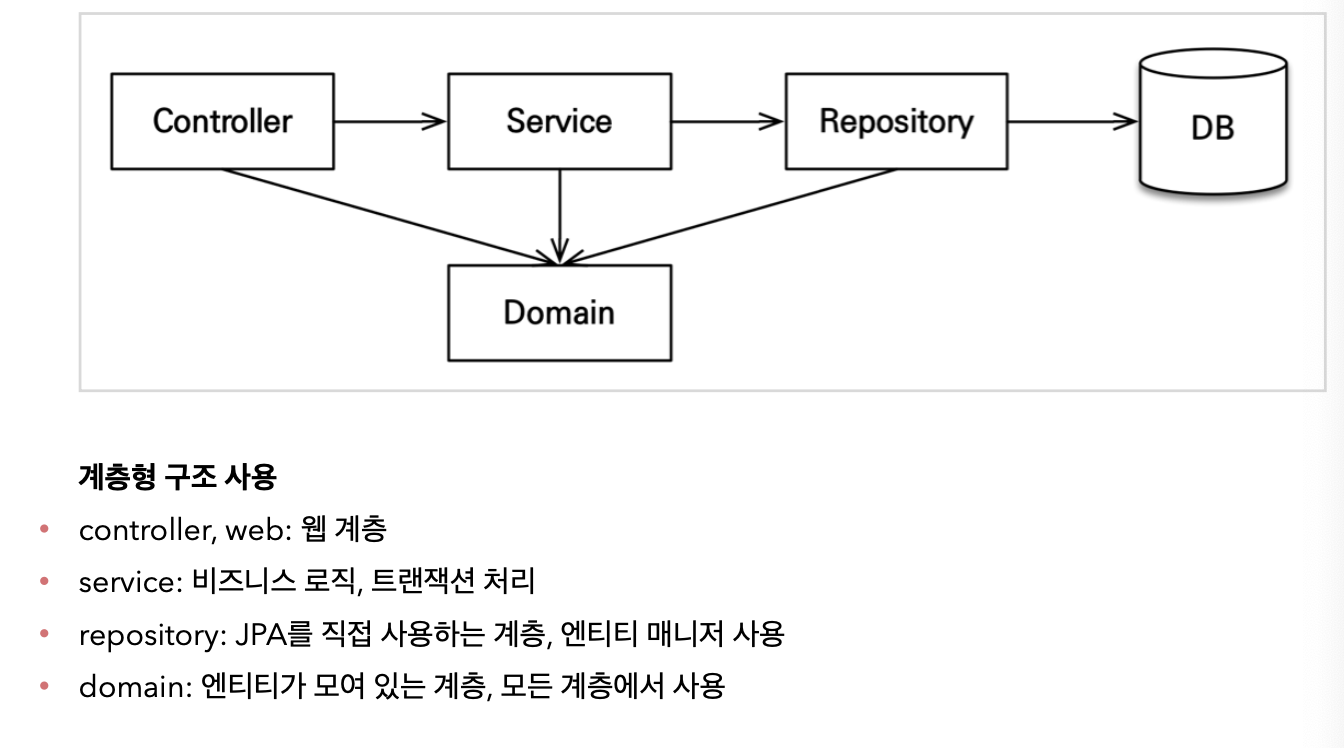 Controller
Service
Repository
DB
Domain
계층형 구조 사용
• controller, web: 웹 계층
• service: 비즈니스 로직, 트랜잭션 처리
• repository: JPA를 직접 사용하는 계층, 엔티티 매니저 사용
• domain: 엔티티가 모여 있는 계층, 모든 계층에서 사용